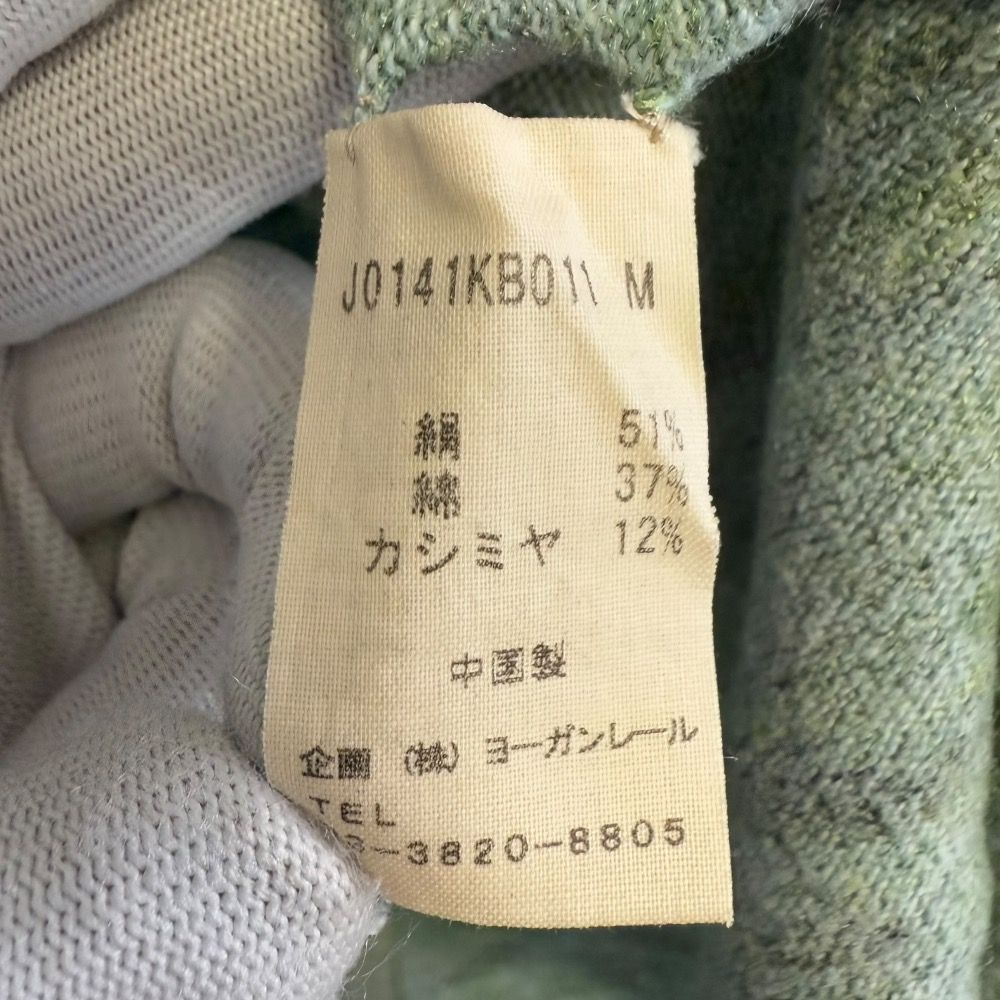 J0141KB011 M
絹 51%
綿 37%
カシミヤ 12%
中国製
企画 (株) ヨーガンレール
TEL
3-3820-8805